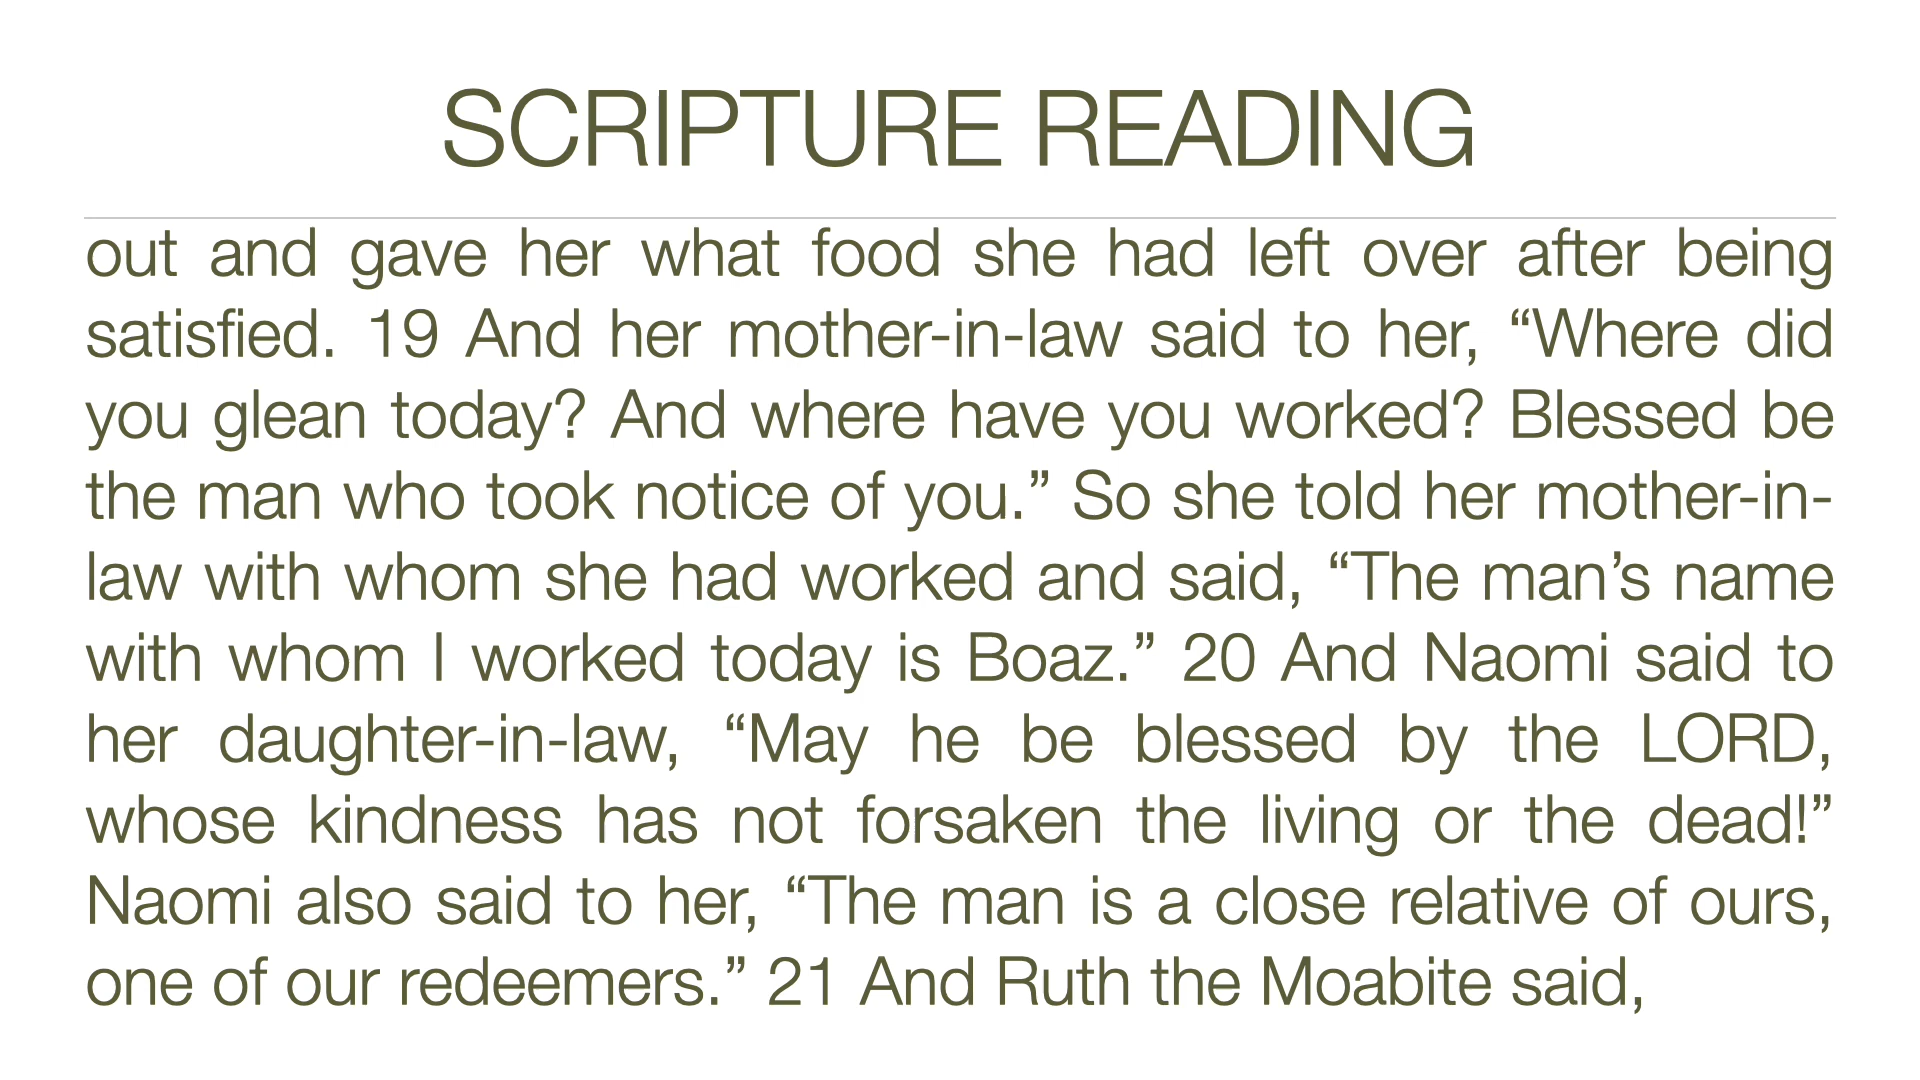 SCRIPTURE READING
out and gave her what food she had left over after being
satisfied. 19 And her mother-in-law said to her, “Where did
you glean today? And where have you worked? Blessed be
the man who took notice of you.” So she told her mother-in-
law with whom she had worked and said, “The man’s name
with whom I worked today is Boaz.” 20 And Naomi said to
her daughter-in-law, “May he be blessed by the LORD,
whose kindness has not forsaken the living or the dead!”
Naomi also said to her, “The man is a close relative of ours,
one of our redeemers.” 21 And Ruth the Moabite said,